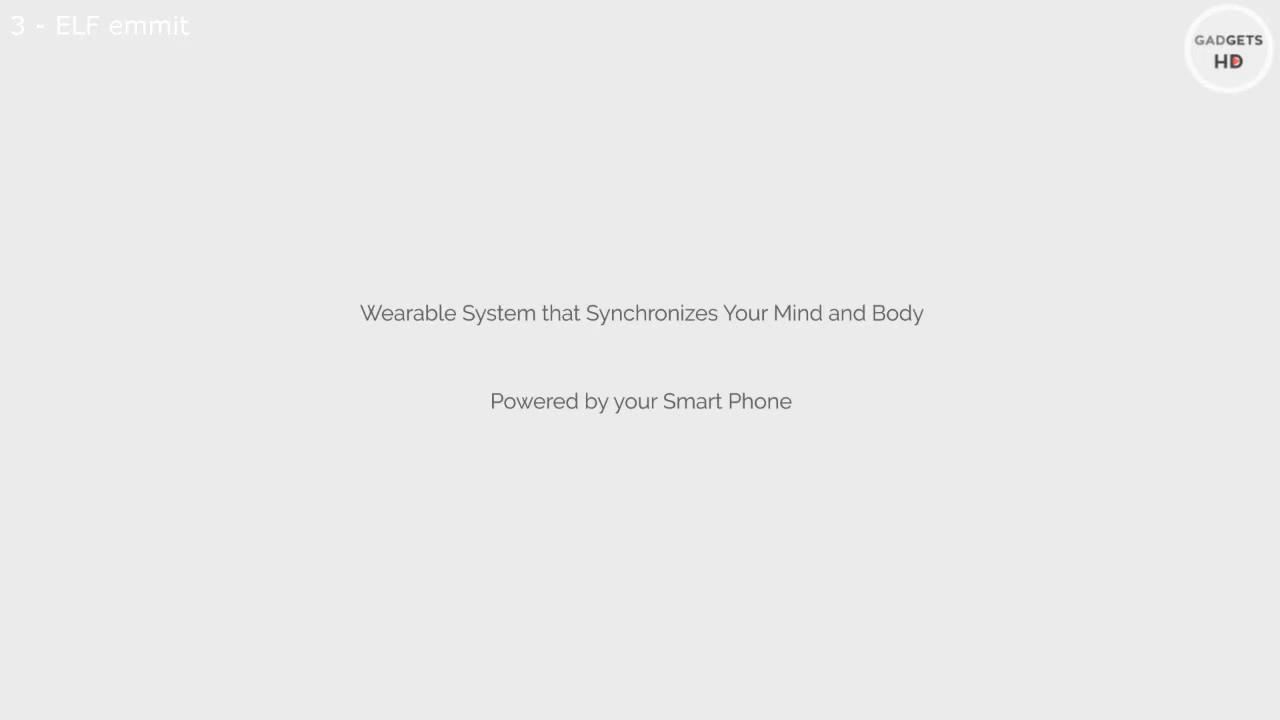 3 - ELF emmit
GADGETS
HD
Wearable System that Synchronizes Your Mind and Body
Powered by your Smart Phone